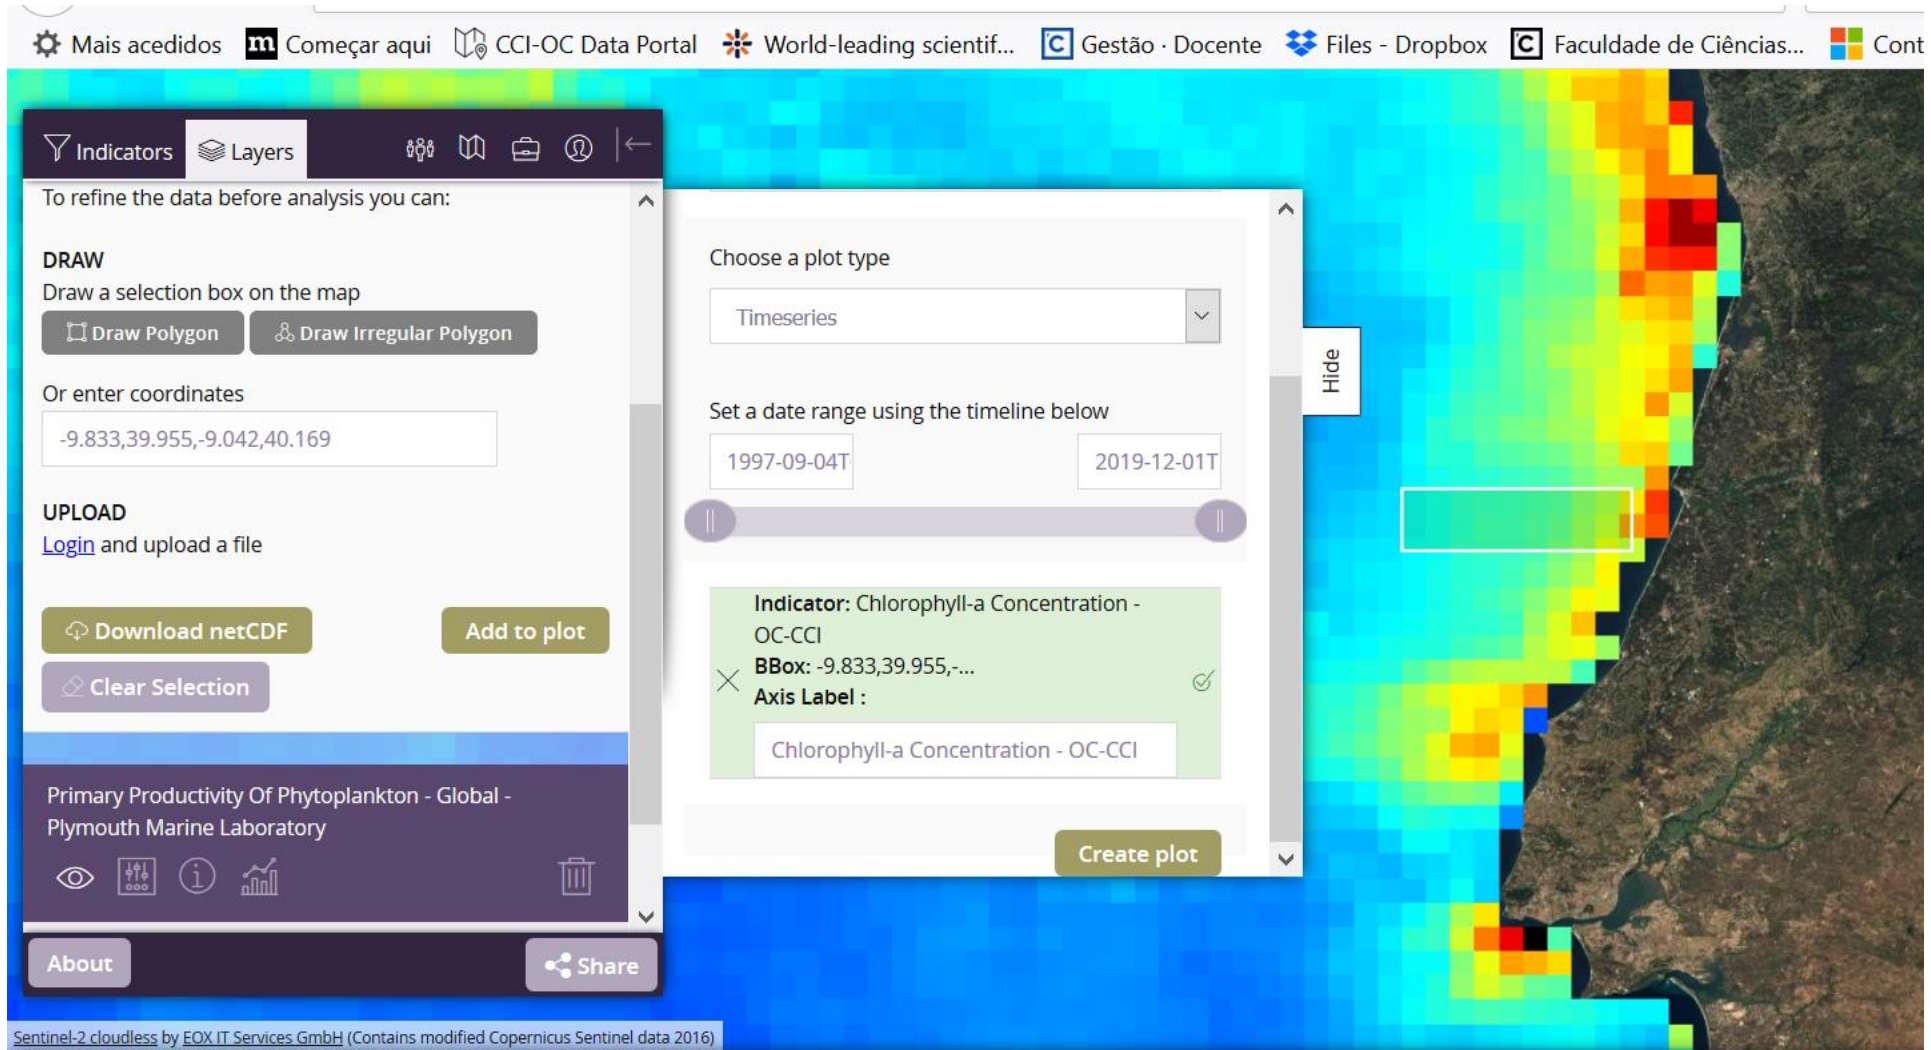 Mais acedidos m Começar aqui CCI-OC Data Portal World-leading scientif... C Gestão · Docente Files - Dropbox C Faculdade de Ciências... Cont
Indicators Layers
To refine the data before analysis you can:
DRAW
Draw a selection box on the map
Draw Polygon Draw Irregular Polygon
Or enter coordinates
-9.833,39.955,-9.042,40.169
UPLOAD
Login and upload a file
Download netCDF Add to plot
Clear Selection
Primary Productivity Of Phytoplankton - Global -
Plymouth Marine Laboratory
About Share
Choose a plot type
Timeseries
Set a date range using the timeline below
1997-09-04T 2019-12-01T
Indicator: Chlorophyll-a Concentration -
OC-CCI
BBox: -9.833,39.955,-...
Axis Label :
Chlorophyll-a Concentration - OC-CCI
Create plot
Hide
Sentinel-2 cloudless by EOX IT Services GmbH (Contains modified Copernicus Sentinel data 2016)